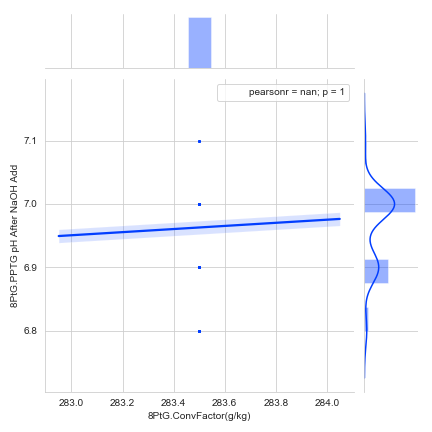 pearsonr = nan; p = 1
7.1
7.0
6.9
6.8
8PtG.PPTG pH After NaOH Add
283.0 283.2 283.4 283.6 283.8 284.0
8PtG.ConvFactor(g/kg)